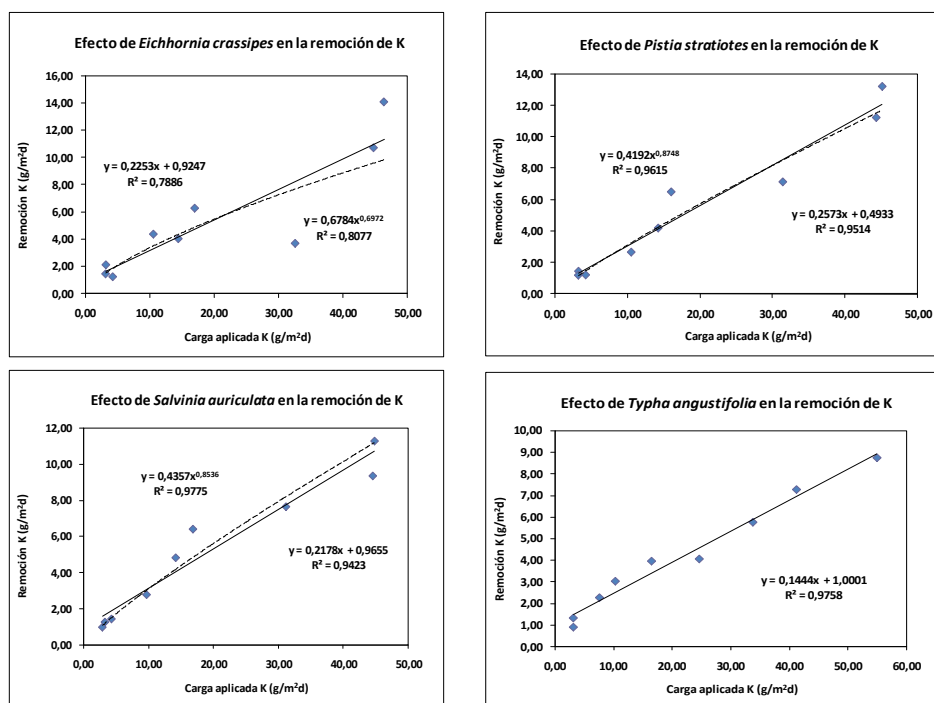 Efecto de Eichhornia crassipes en la remoción de K
16,00
14,00
12,00
10,00
8,00
6,00
4,00
2,00
0,00
Remoción K (g/m²d)
y = 0,2253x + 0,9247
R² = 0,7886
y = 0,6784x^0,6972
R² = 0,8077
0,00 10,00 20,00 30,00 40,00 50,00
Carga aplicada K (g/m²d)
Efecto de Pistia stratiotes en la remoción de K
14,00
12,00
10,00
8,00
6,00
4,00
2,00
0,00
Remoción K (g/m²d)
y = 0,4192x^0,8748
R² = 0,9615
y = 0,2573x + 0,4933
R² = 0,9514
0,00 10,00 20,00 30,00 40,00 50,00
Carga aplicada K (g/m²d)
Efecto de Salvinia auriculata en la remoción de K
12,00
10,00
8,00
6,00
4,00
2,00
0,00
Remoción K (g/m²d)
y = 0,4357x^0,8536
R² = 0,9775
y = 0,2178x + 0,9655
R² = 0,9423
0,00 10,00 20,00 30,00 40,00 50,00
Carga aplicada K (g/m²d)
Efecto de Typha angustifolia en la remoción de K
10,00
9,00
8,00
7,00
6,00
5,00
4,00
3,00
2,00
1,00
0,00
Remoción K (g/m²d)
y = 0,1444x + 1,0001
R² = 0,9758
0,00 10,00 20,00 30,00 40,00 50,00 60,00
Carga aplicada K (g/m²d)